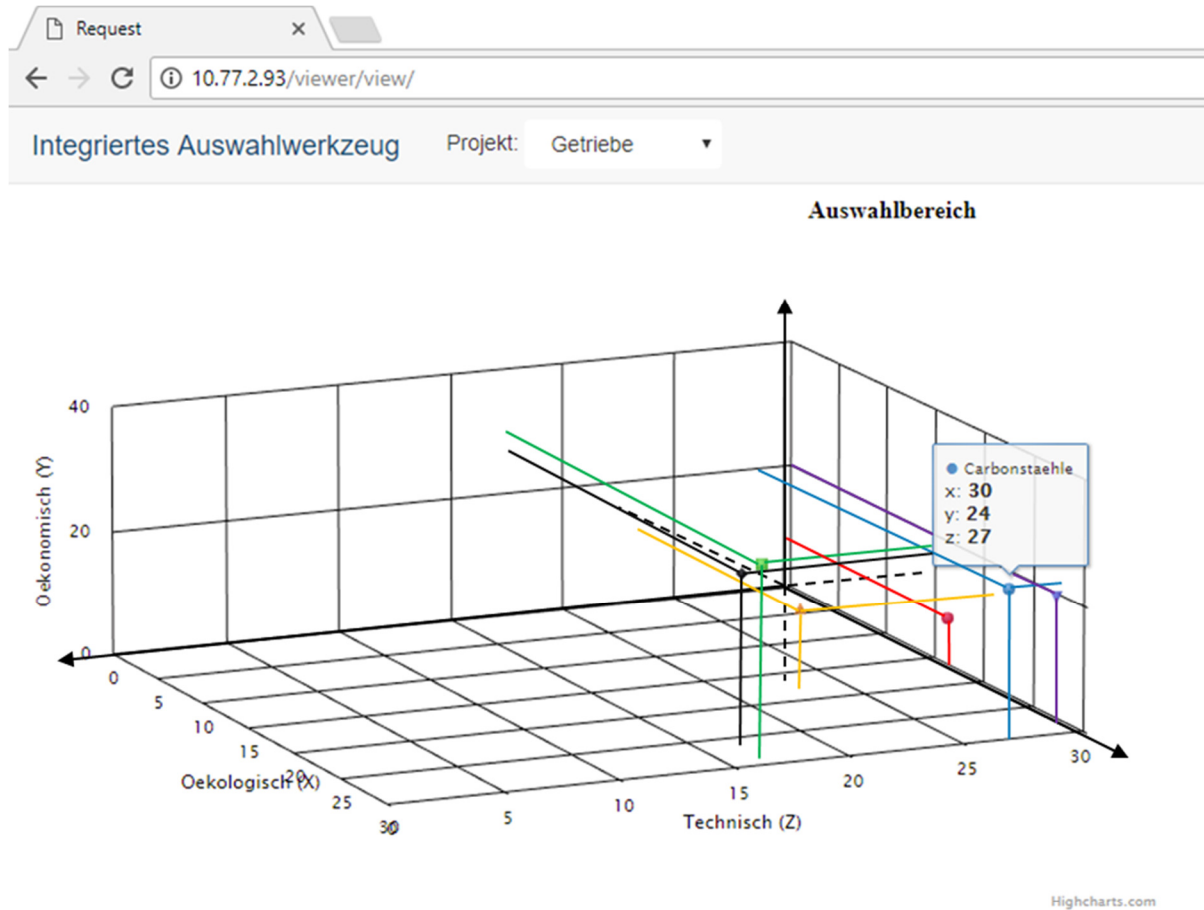 Request
10.77.2.93/viewer/view/
Integriertes Auswahlwerkzeug Projekt: Getriebe
Auswahlbereich
40
20
0
Oekonomisch (Y)
Carbonstaehle
x: 30
y: 24
z: 27
0
5
10
15
20
25
30
Oekologisch (X)
0
5
10
15
20
25
30
Technisch (Z)
Highcharts.com